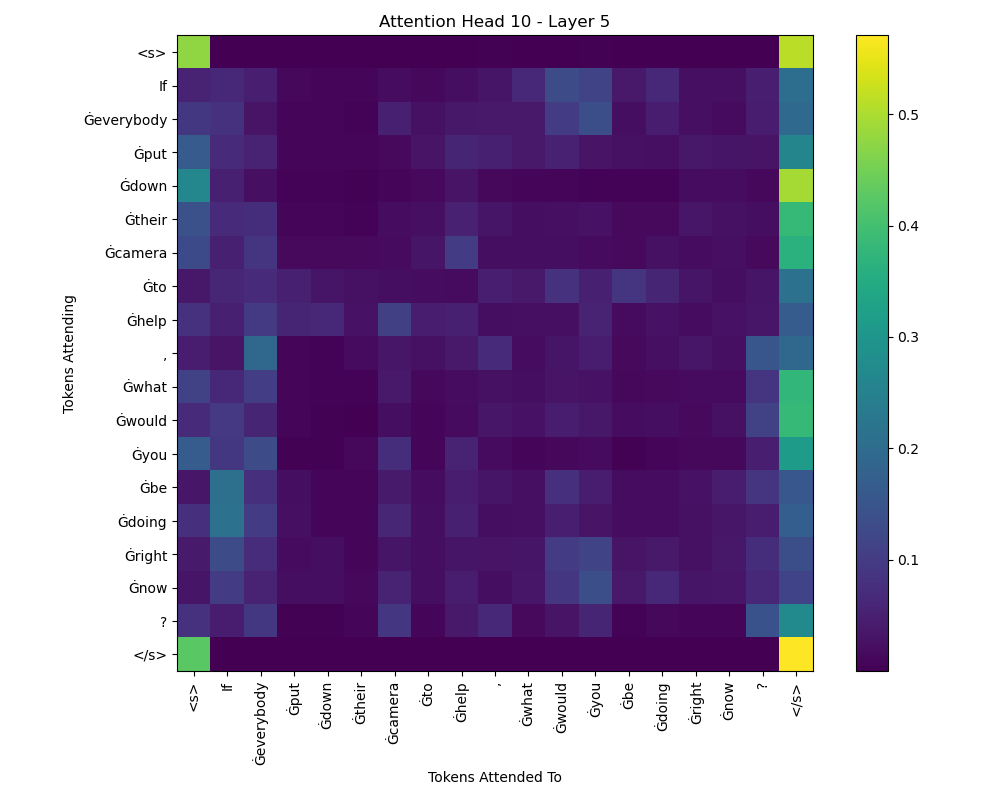 Attention Head 10 - Layer 5
Tokens Attending
<s>
If
Ġeverybody
Ġput
Ġdown
Ġtheir
Ġcamera
Ġto
Ġhelp
,
Ġwhat
Ġwould
Ġyou
Ġbe
Ġdoing
Ġright
Ġnow
?
</s>
<s>
If
Ġeverybody
Ġput
Ġdown
Ġtheir
Ġcamera
Ġto
Ġhelp
,
Ġwhat
Ġwould
Ġyou
Ġbe
Ġdoing
Ġright
Ġnow
?
</s>
Tokens Attended To
0.5
0.4
0.3
0.2
0.1